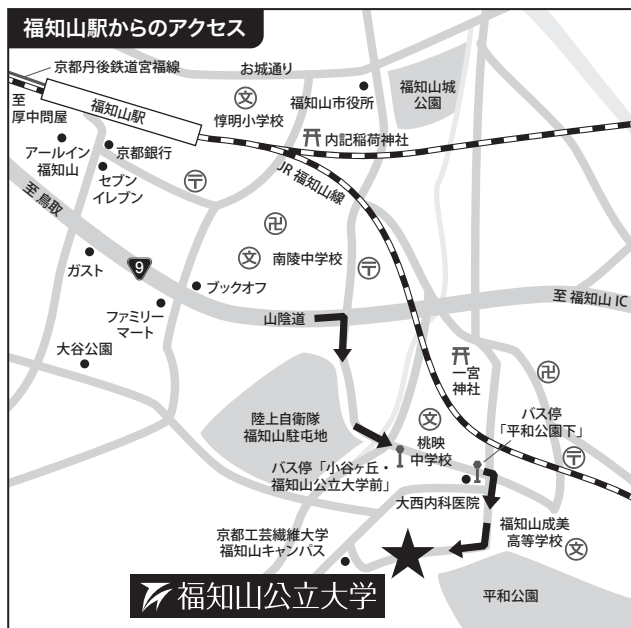 福知山駅からのアクセス
京都丹後鉄道宮福線
お城通り
至
厚中問屋
福知山駅
文
惇明小学校
福知山市役所
福知山城
公園
アールイン
福知山
京都銀行
セブン
イレブン
内記稲荷神社
JR 福知山線
至 鳥取
ガスト
9
文
南陵中学校
ブックオフ
ファミリー
マート
山陰道
至 福知山 IC
大谷公園
一宮
神社
陸上自衛隊
福知山駐屯地
文
桃映
中学校
バス停
「平和公園下」
バス停「小谷ヶ丘・
福知山公立大学前」
大西内科医院
京都工芸繊維大学
福知山キャンパス
福知山成美
高等学校
文
福知山公立大学
平和公園